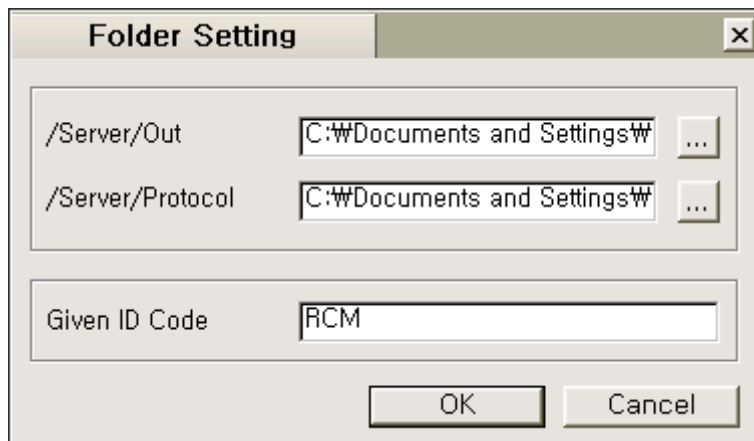 Folder Setting
/Server/Out C:₩Documents and Settings₩ ...
/Server/Protocol C:₩Documents and Settings₩ ...
Given ID Code RCM
OK Cancel